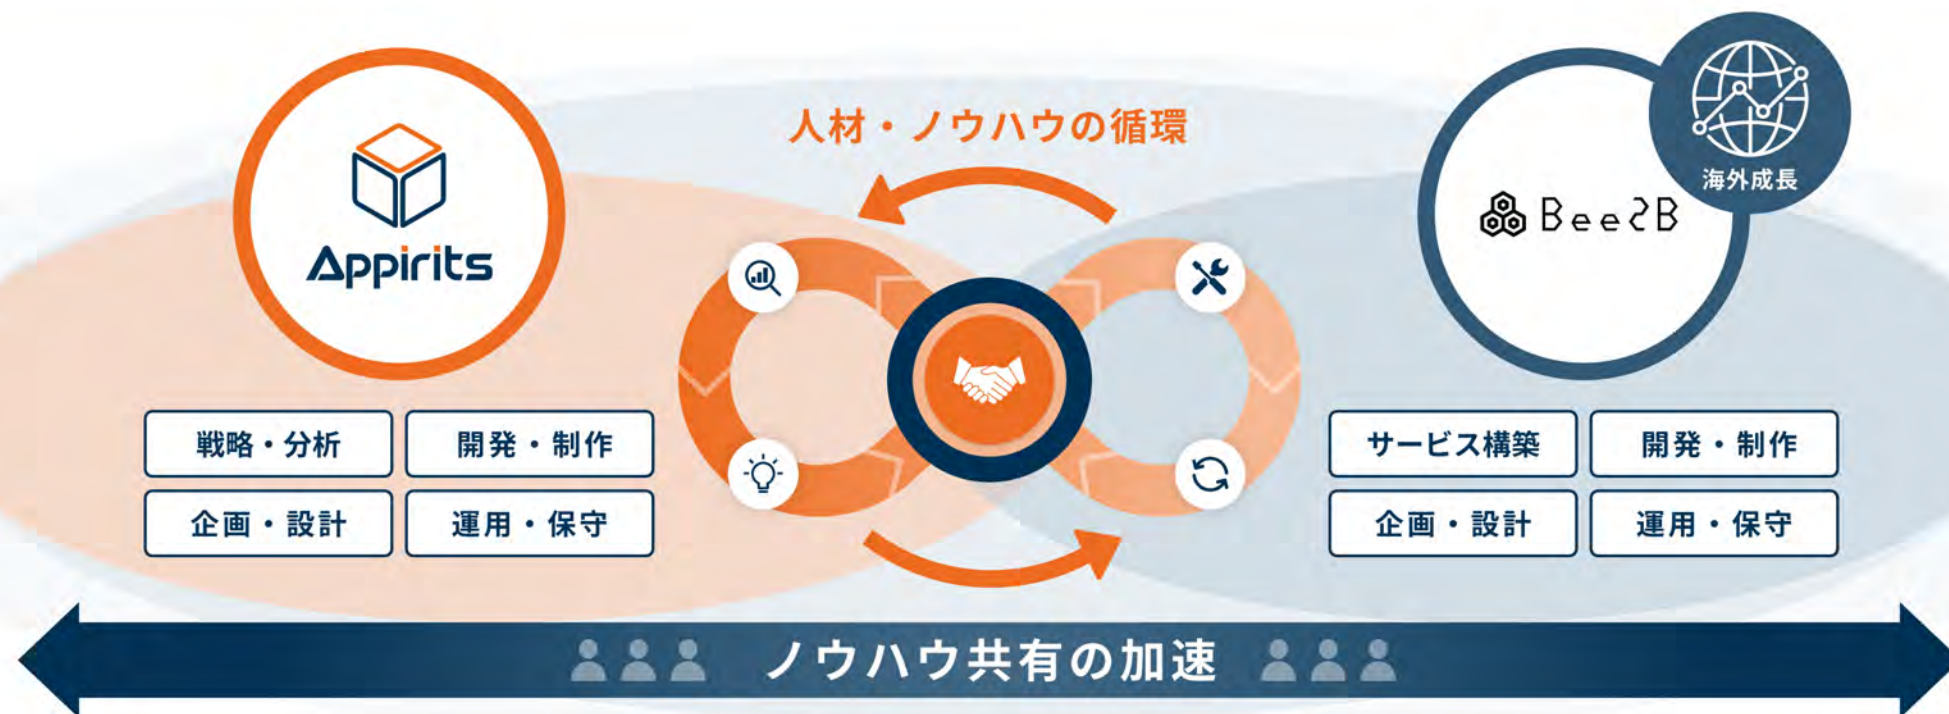 人材・ノウハウの循環
Appirits
海外成長
Bee2B
戦略・分析
開発・制作
企画・設計
運用・保守
サービス構築
開発・制作
企画・設計
運用・保守
ノウハウ共有の加速